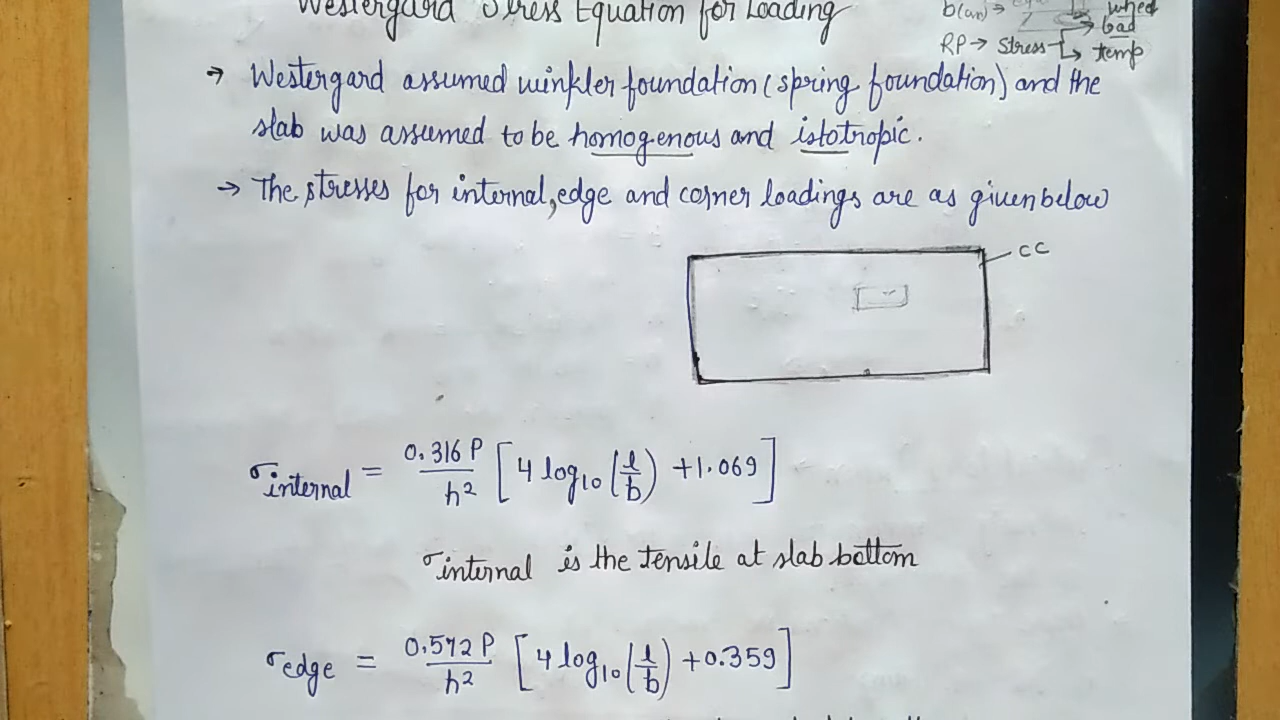 Westergard Stress Equation for Loading
b(cm) →
wheel
RP → Stress → load
→ temp
→ Westergard assumed winkler foundation (spring foundation) and the
slab was assumed to be homogenous and istotropic.
→ The stresses for internal, edge and corner loadings are as given below
CC
σinternal = 0.316 P / h² [4 log10 (l/b) + 1.069]
σinternal is the tensile at slab bottom
σedge = 0.572 P / h² [4 log10 (l/b) + 0.359]